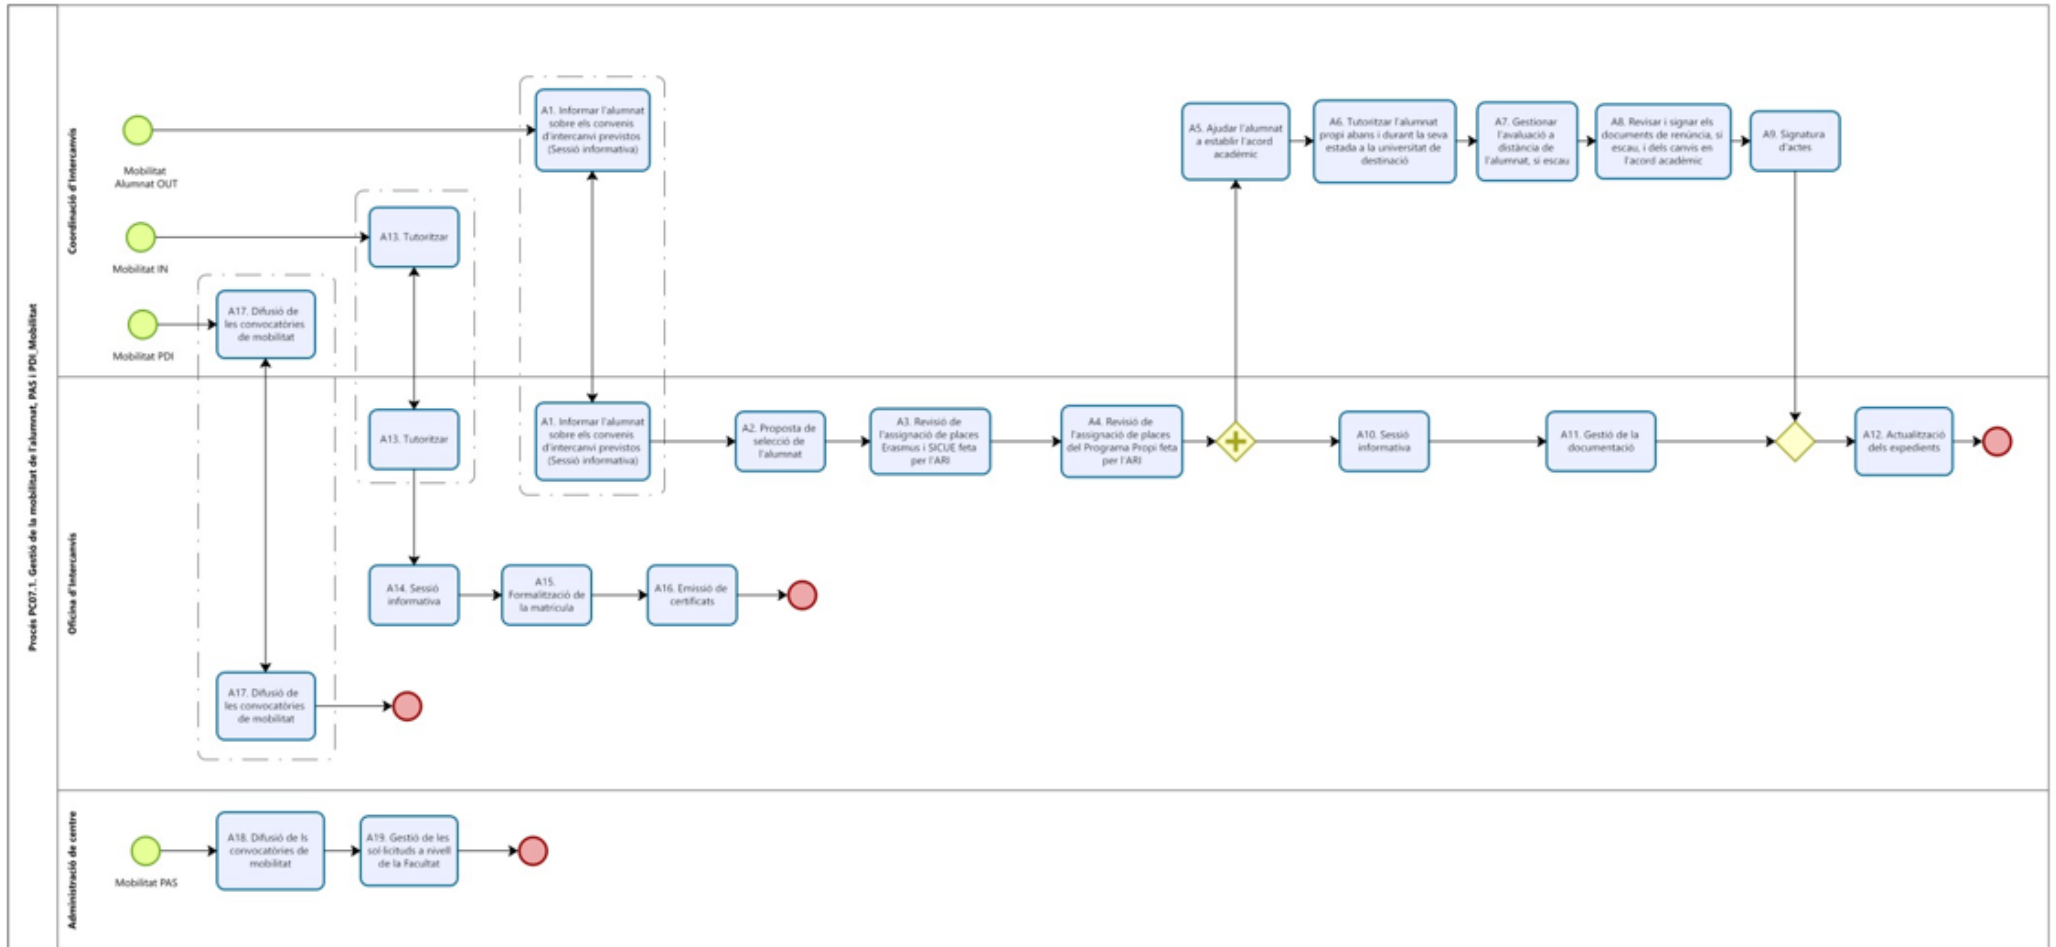 Procés PC07.1. Gestió de la mobilitat de l'alumnat, PAS i PDI_Mobilitat
Coordinació d'Intercanvis
Mobilitat
Alumnat OUT
Mobilitat IN
Mobilitat PDI
A17. Difusió de
les convocatòries
de mobilitat
A13. Tutoritzar
A1. Informar l'alumnat
sobre els convenis
d'intercanvi previstos
(Sessió informativa)
A5. Ajudar l'alumnat
a establir l'acord
acadèmic
A6. Tutoritzar l'alumnat
propi abans i durant la seva
estada a la universitat de
destinació
A7. Gestionar
l'avaluació a
distància de
l'alumnat, si escau
A8. Revisar i signar els
documents de renúncia, si
escau, i dels canvis en
l'acord acadèmic
A9. Signatura
d'actes
Oficina d'Intercanvis
A13. Tutoritzar
A1. Informar l'alumnat
sobre els convenis
d'intercanvi previstos
(Sessió informativa)
A2. Proposta de
selecció de
l'alumnat
A3. Revisió de
l'assignació de places
Erasmus i SICUE feta
per l'ARI
A4. Revisió de
l'assignació de places
del Programa Propi feta
per l'ARI
A10. Sessió
informativa
A11. Gestió de la
documentació
A12. Actualització
dels expedients
A14. Sessió
informativa
A15.
Formalització de
la matrícula
A16. Emissió de
certificats
A17. Difusió de
les convocatòries
de mobilitat
Administració de centre
Mobilitat PAS
A18. Difusió de ls
convocatòries de
mobilitat
A19. Gestió de les
sol·licituds a nivell
de la Facultat